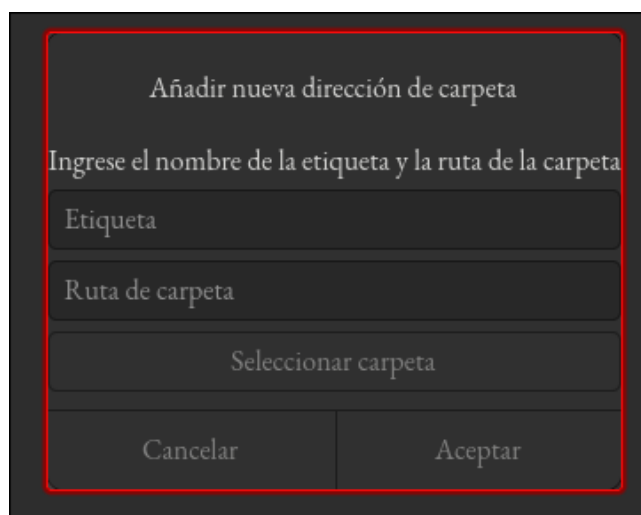 Añadir nueva dirección de carpeta
Ingrese el nombre de la etiqueta y la ruta de la carpeta
Etiqueta
Ruta de carpeta
Seleccionar carpeta
Cancelar
Aceptar